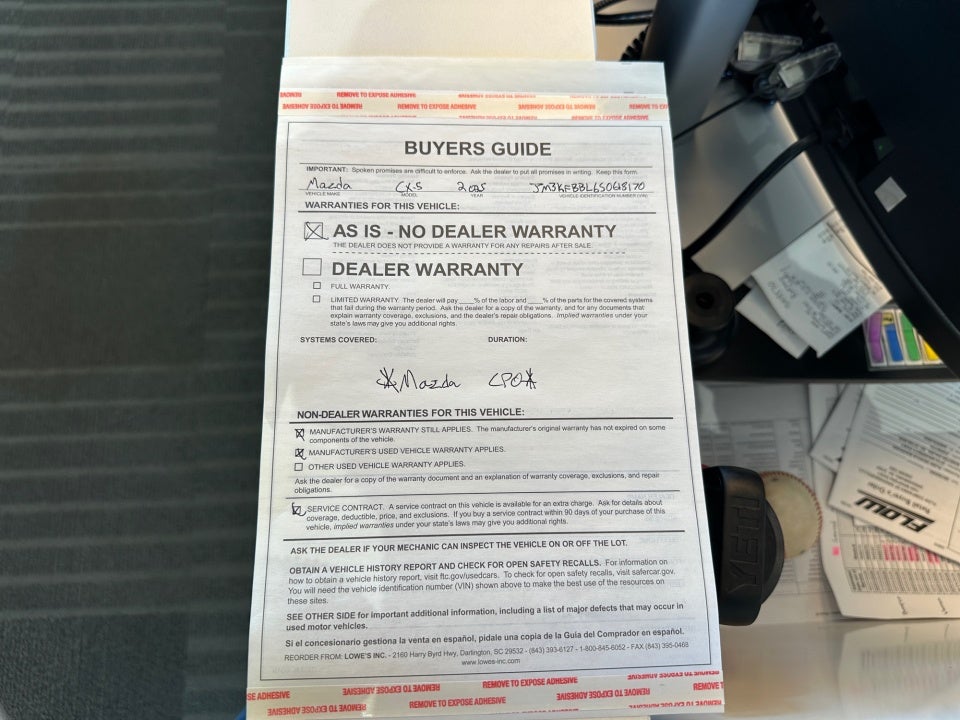 REMOVE TO EXPOSE ADHESIVE
BUYERS GUIDE
IMPORTANT: Spoken promises are difficult to enforce. Ask the dealer to put all promises in writing. Keep this form.
Mazda CX-5 2025
VEHICLE MAKE MODEL YEAR VEHICLE IDENTIFICATION NUMBER (VIN)
WARRANTIES FOR THIS VEHICLE:
AS IS - NO DEALER WARRANTY
THE DEALER DOES NOT PROVIDE A WARRANTY FOR ANY REPAIRS AFTER SALE.
DEALER WARRANTY
FULL WARRANTY.
LIMITED WARRANTY. The dealer will pay ____% of the labor and ____% of the parts for the covered systems
that fail during the warranty period. Ask the dealer for a copy of the warranty, and for any documents that
explain warranty coverage, exclusions, and the dealer's repair obligations. Implied warranties under your
state's laws may give you additional rights.
SYSTEMS COVERED: DURATION:
*Mazda CPO*
NON-DEALER WARRANTIES FOR THIS VEHICLE:
MANUFACTURER'S WARRANTY STILL APPLIES. The manufacturer's original warranty has not expired on some
components of the vehicle.
MANUFACTURER'S USED VEHICLE WARRANTY APPLIES.
OTHER USED VEHICLE WARRANTY APPLIES.
Ask the dealer for a copy of the warranty document and an explanation of warranty coverage, exclusions, and repair
obligations.
SERVICE CONTRACT. A service contract on this vehicle is available for an extra charge. Ask for details about
coverage, deductible, price, and exclusions. If you buy a service contract within 90 days of your purchase of this
vehicle, implied warranties under your state's laws may give you additional rights.
ASK THE DEALER IF YOUR MECHANIC CAN INSPECT THE VEHICLE ON OR OFF THE LOT.
OBTAIN A VEHICLE HISTORY REPORT AND CHECK FOR OPEN SAFETY RECALLS. For information on
how to obtain a vehicle history report, visit ftc.gov/usedcars. To check for open safety recalls, visit safercar.gov.
You will need the vehicle identification number (VIN) shown above to make the best use of the resources on
these sites.
SEE OTHER SIDE for important additional information, including a list of major defects that may occur in
used motor vehicles.
Si el concesionario gestiona la venta en español, pídale una copia de la Guía del Comprador en español.
REORDER FROM: LOWE'S INC. - 2160 Harry Byrd Hwy, Darlington, SC 29532 - (843) 393-6127 - 1-800-845-6052 - FAX (843) 395-0468
www.lowes-inc.com
REMOVE TO EXPOSE ADHESIVE
YETI
FLOW